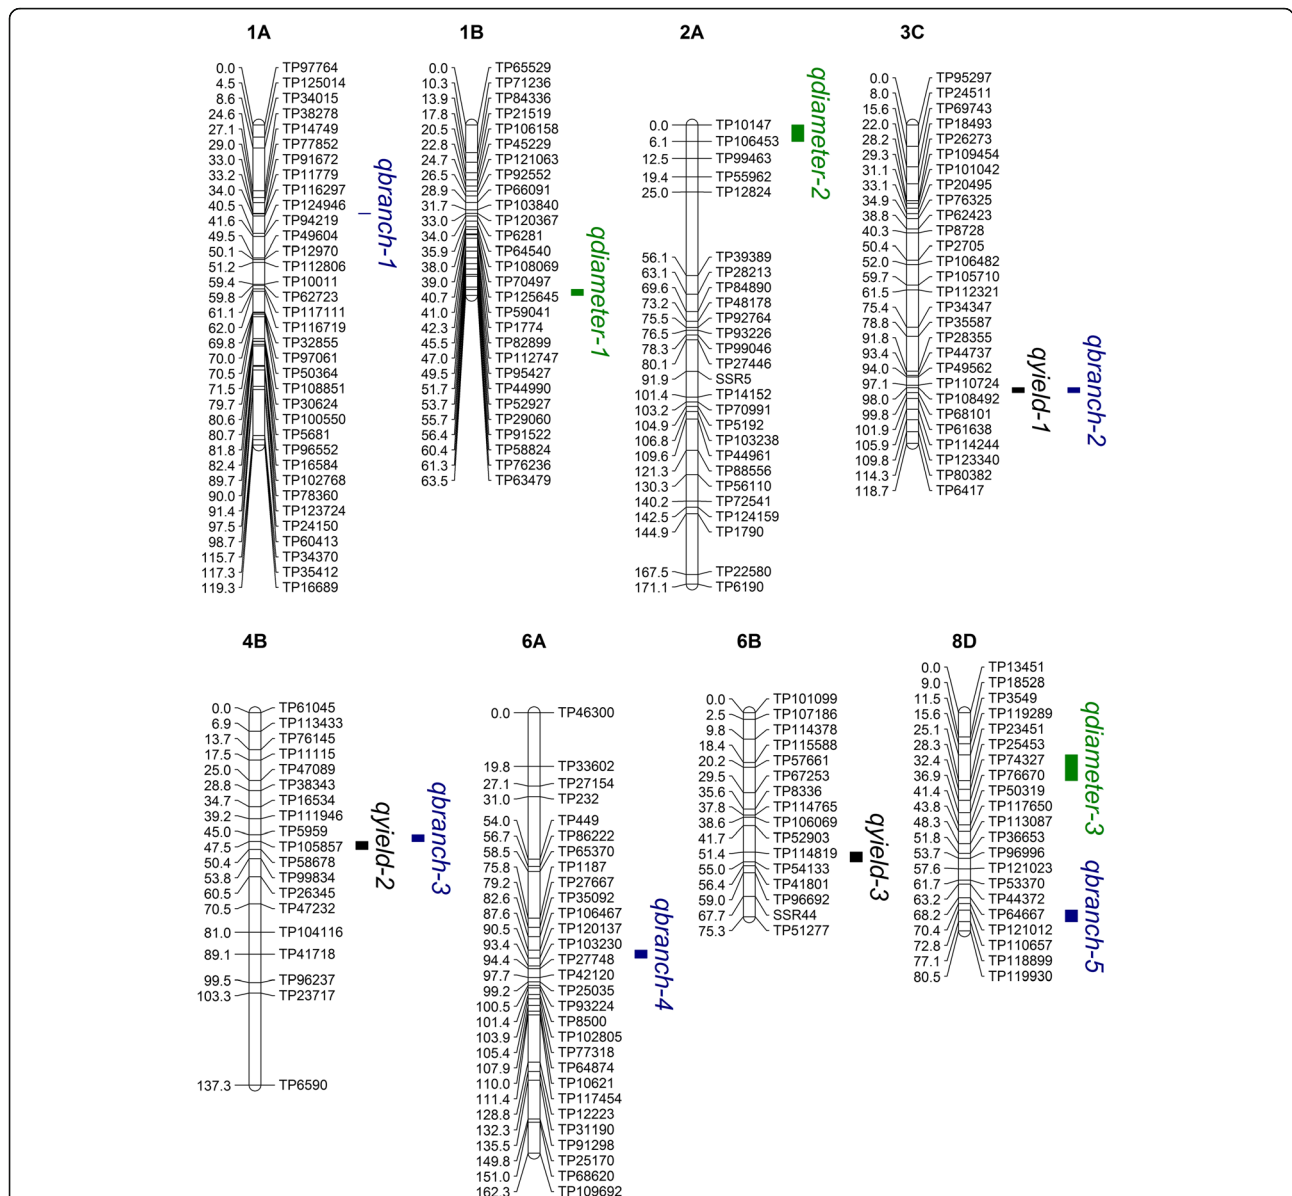 1A
0.0 TP97764
4.5 TP125014
8.6 TP34015
24.6 TP38278
27.1 TP14749
29.0 TP77852
33.0 TP91672
33.2 TP11779
34.0 TP116297
40.5 TP124946
41.6 TP94219
49.5 TP49604
50.1 TP12970
51.2 TP112806
59.4 TP10011
59.8 TP62723
61.1 TP117111
62.0 TP116719
69.8 TP32855
70.0 TP97061
70.5 TP50364
71.5 TP108851
79.7 TP30624
80.6 TP100550
80.7 TP5681
81.8 TP96552
82.4 TP16584
89.7 TP102768
90.0 TP78360
91.4 TP123724
97.5 TP24150
98.7 TP60413
115.7 TP34370
117.3 TP35412
119.3 TP16689
qbranch-1
1B
0.0 TP65529
10.3 TP71236
13.9 TP84336
17.8 TP21519
20.5 TP106158
22.8 TP45229
24.7 TP121063
26.5 TP92552
28.9 TP66091
31.7 TP103840
33.0 TP120367
34.0 TP6281
35.9 TP64540
38.0 TP108069
39.0 TP70497
40.7 TP125645
41.0 TP59041
42.3 TP1774
45.5 TP82899
47.0 TP112747
49.5 TP95427
51.7 TP44990
53.7 TP52927
55.7 TP29060
56.4 TP91522
60.4 TP58824
61.3 TP76236
63.5 TP63479
qdiameter-1
2A
0.0 TP10147
6.1 TP106453
12.5 TP99463
19.4 TP55962
25.0 TP12824
56.1 TP39389
63.1 TP28213
69.6 TP84890
73.2 TP48178
75.5 TP92764
76.5 TP93226
78.3 TP99046
80.1 TP27446
91.9 SSR5
101.4 TP14152
103.2 TP70991
104.9 TP5192
106.8 TP103238
109.6 TP44961
121.3 TP88556
130.3 TP56110
140.2 TP72541
142.5 TP124159
144.9 TP1790
167.5 TP22580
171.1 TP6190
qdiameter-2
3C
0.0 TP95297
8.0 TP24511
15.6 TP69743
22.0 TP18493
28.2 TP26273
29.3 TP109454
31.1 TP101042
33.1 TP20495
34.9 TP76325
38.8 TP62423
40.3 TP8728
50.4 TP2705
52.0 TP106482
59.7 TP105710
61.5 TP112321
75.4 TP34347
78.8 TP35587
91.8 TP28355
93.4 TP44737
94.0 TP49562
97.1 TP110724
98.0 TP108492
99.8 TP68101
101.9 TP61638
105.9 TP114244
109.8 TP123340
114.3 TP80382
118.7 TP6417
qyield-1
qbranch-2
4B
0.0 TP61045
6.9 TP113433
13.7 TP76145
17.5 TP11115
25.0 TP47089
28.8 TP38343
34.7 TP16534
39.2 TP111946
45.0 TP5959
47.5 TP105857
50.4 TP58678
53.8 TP99834
60.5 TP26345
70.5 TP47232
81.0 TP104116
89.1 TP41718
99.5 TP96237
103.3 TP23717
137.3 TP6590
qyield-2
qbranch-3
6A
0.0 TP46300
19.8 TP33602
27.1 TP27154
31.0 TP232
54.0 TP449
56.7 TP86222
58.5 TP65370
75.8 TP1187
79.2 TP27667
82.6 TP35092
87.6 TP106467
90.5 TP120137
93.4 TP103230
94.4 TP27748
97.7 TP42120
99.2 TP25035
100.5 TP93224
101.4 TP8500
103.9 TP102805
105.4 TP77318
107.9 TP64874
110.0 TP10621
111.4 TP117454
128.8 TP12223
132.3 TP31190
135.5 TP91298
149.8 TP25170
151.0 TP68620
162.3 TP109692
qbranch-4
6B
0.0 TP101099
2.5 TP107186
9.8 TP114378
18.4 TP115588
20.2 TP57661
29.5 TP67253
35.6 TP8336
37.8 TP114765
38.6 TP106069
41.7 TP52903
51.4 TP114819
55.0 TP54133
56.4 TP41801
59.0 TP96692
67.7 SSR44
75.3 TP51277
qyield-3
8D
0.0 TP13451
9.0 TP18528
11.5 TP3549
15.6 TP119289
25.1 TP23451
28.3 TP25453
32.4 TP74327
36.9 TP76670
41.4 TP50319
43.8 TP117650
48.3 TP113087
51.8 TP36653
53.7 TP96996
57.6 TP121023
61.7 TP53370
63.2 TP44372
68.2 TP64667
70.4 TP121012
72.8 TP110657
77.1 TP118899
80.5 TP119930
qdiameter-3
qbranch-5